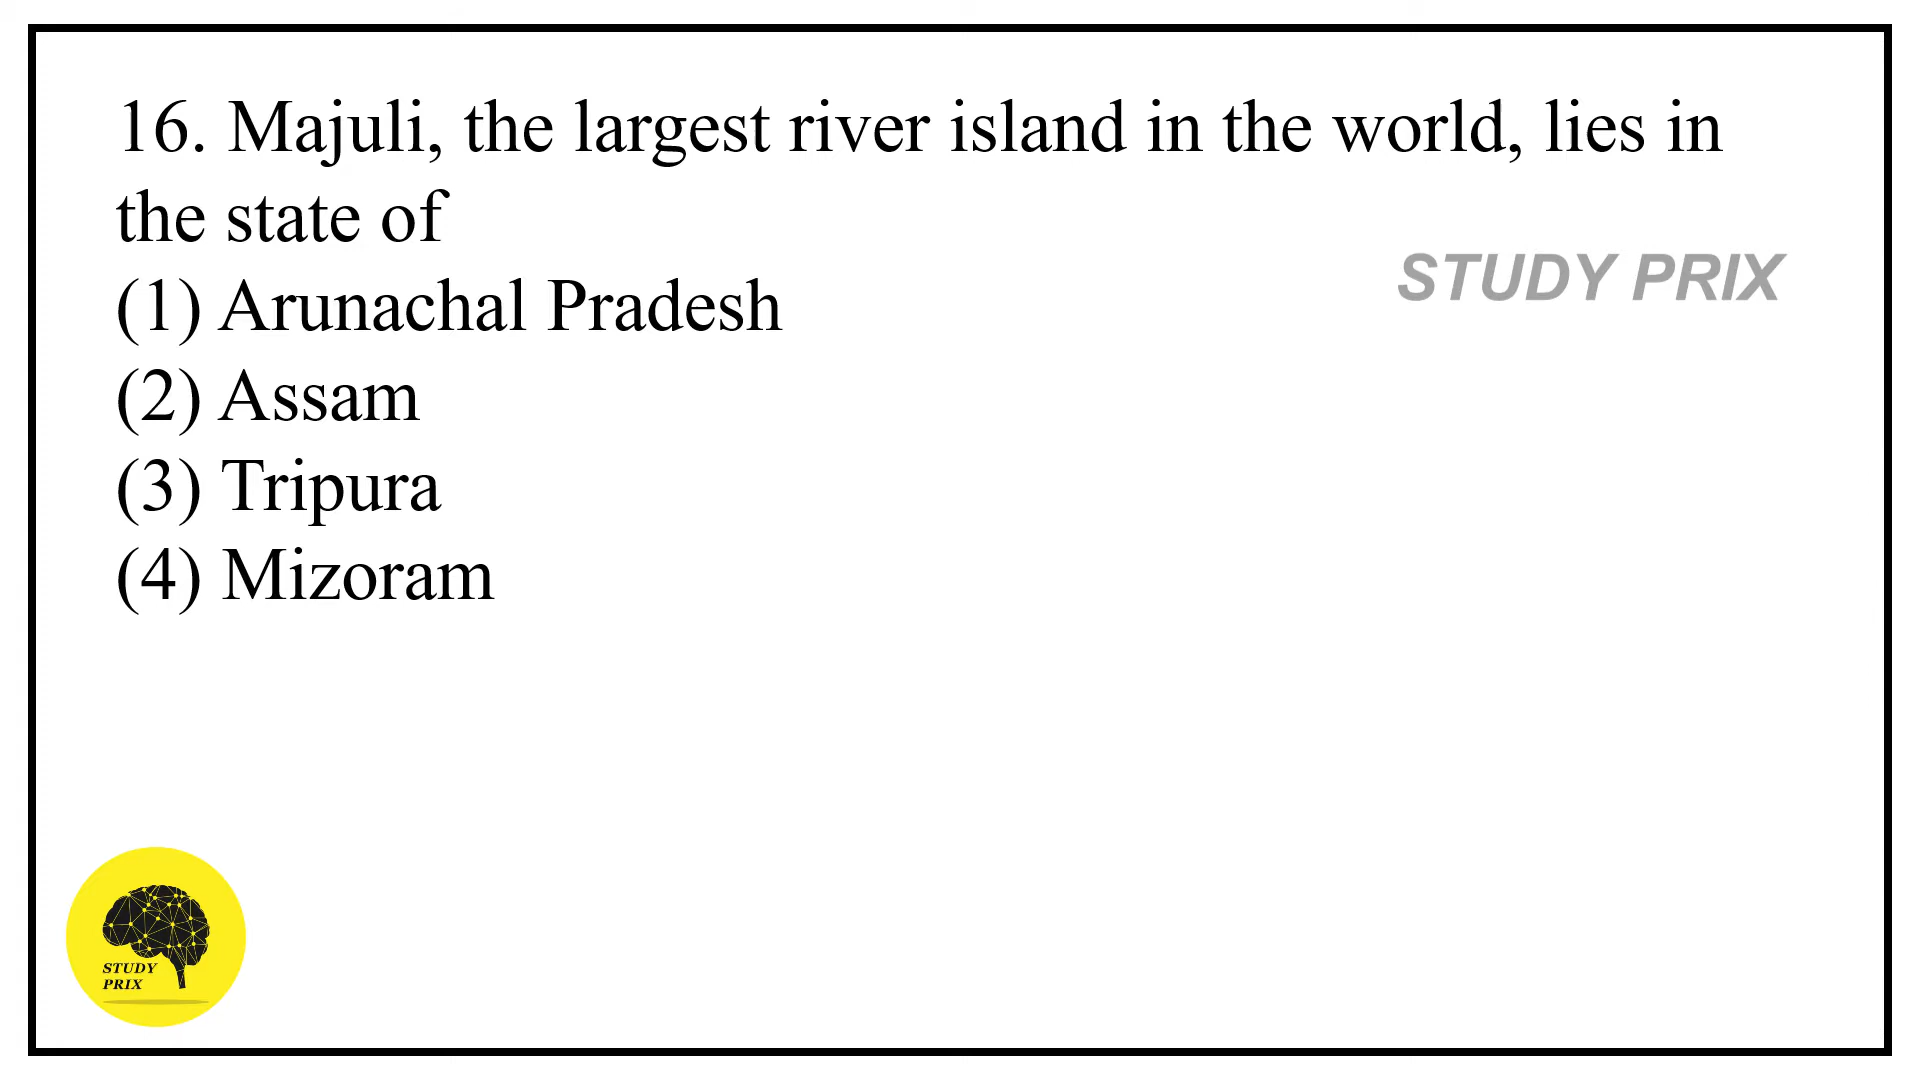 16. Majuli, the largest river island in the world, lies in
the state of
STUDY PRIX
(1) Arunachal Pradesh
(2) Assam
(3) Tripura
(4) Mizoram
STUDY
PRIX